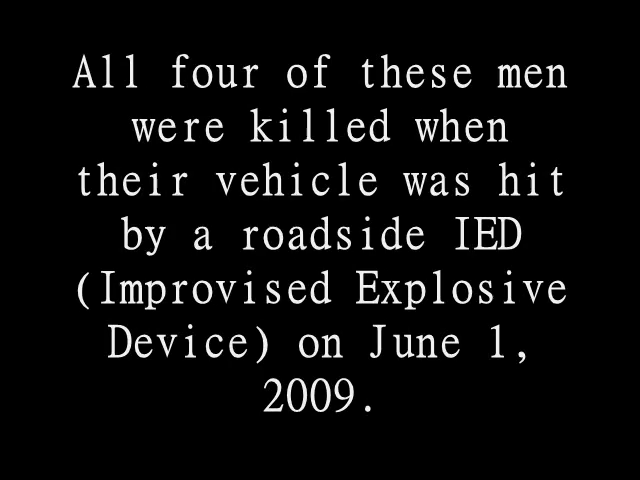 All four of these men
were killed when
their vehicle was hit
by a roadside IED
(Improvised Explosive
Device) on June 1,
2009.